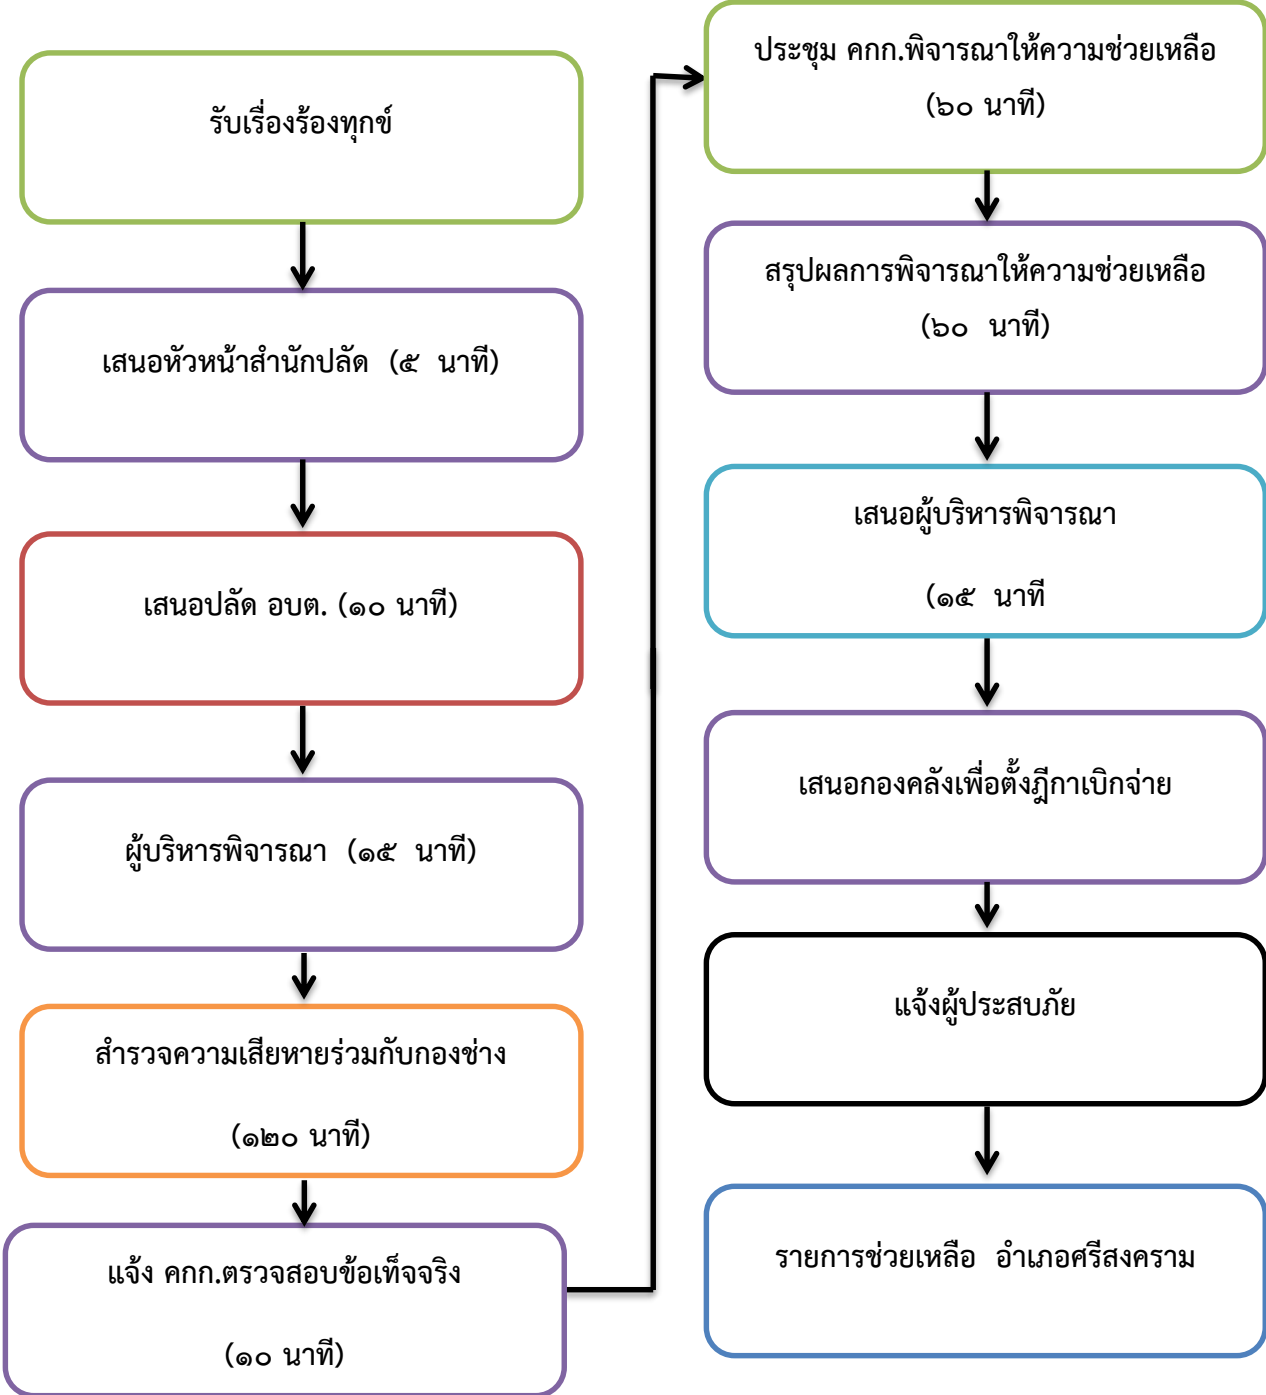 รับเรื่องร้องทุกข์
เสนอหัวหน้าสำนักปลัด (๕ นาที)
เสนอปลัด อบต. (๑๐ นาที)
ผู้บริหารพิจารณา (๑๕ นาที)
สำรวจความเสียหายร่วมกับกองช่าง
(๑๒๐ นาที)
แจ้ง คกก.ตรวจสอบข้อเท็จจริง
(๑๐ นาที)
ประชุม คกก.พิจารณาให้ความช่วยเหลือ
(๖๐ นาที)
สรุปผลการพิจารณาให้ความช่วยเหลือ
(๖๐ นาที)
เสนอผู้บริหารพิจารณา
(๑๕ นาที
เสนอกองคลังเพื่อตั้งฎีกาเบิกจ่าย
แจ้งผู้ประสบภัย
รายการช่วยเหลือ อำเภอศรีสงคราม